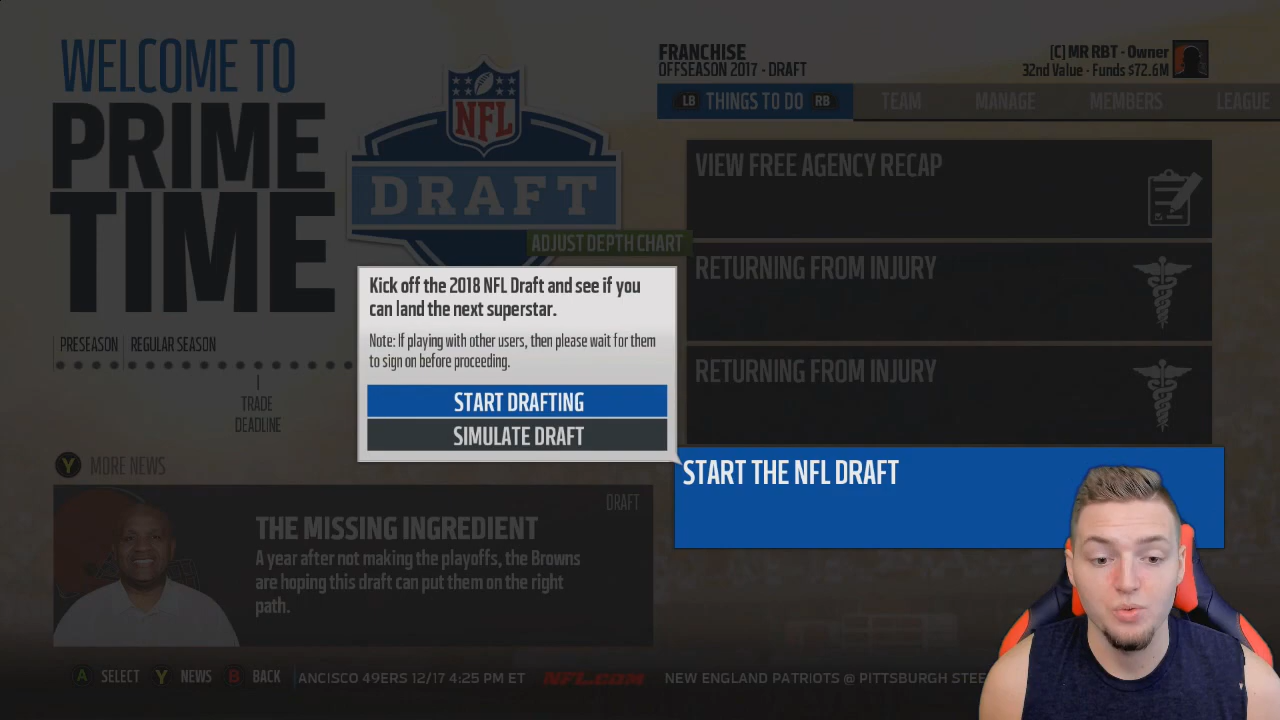 WELCOME TO
PRIME
TIME
NFL
DRAFT
ADJUST DEPTH CHART
FRANCHISE
OFFSEASON 2017 · DRAFT
[C] MR RBT · Owner
32nd Value · Funds $72.6M
LB THINGS TO DO RB TEAM MANAGE MEMBERS LEAGUE
VIEW FREE AGENCY RECAP
RETURNING FROM INJURY
RETURNING FROM INJURY
START THE NFL DRAFT
Kick off the 2018 NFL Draft and see if you
can land the next superstar.
Note: If playing with other users, then please wait for them
to sign on before proceeding.
START DRAFTING
SIMULATE DRAFT
PRESEASON REGULAR SEASON
TRADE
DEADLINE
Y MORE NEWS
DRAFT
THE MISSING INGREDIENT
A year after not making the playoffs, the Browns
are hoping this draft can put them on the right
path.
A SELECT Y NEWS B BACK ANCISCO 49ERS 12/17 4:25 PM ET NFL.COM NEW ENGLAND PATRIOTS @ PITTSBURGH STEE